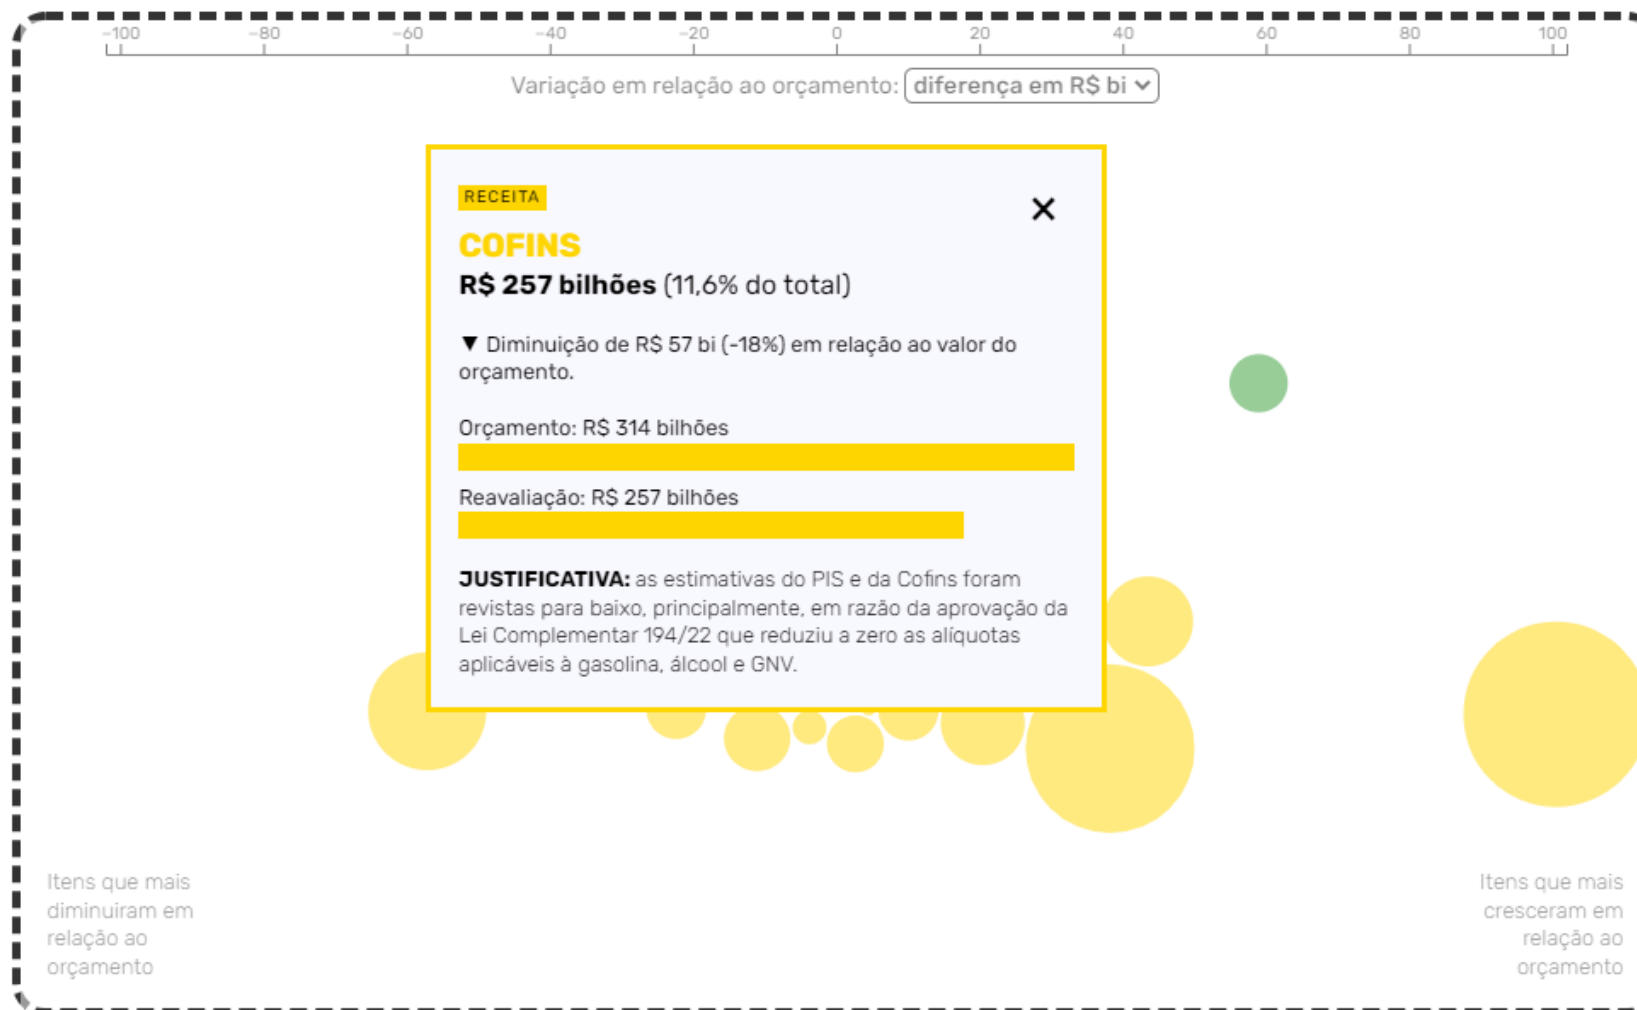 −100 −80 −60 −40 −20 0 20 40 60 80 100
Variação em relação ao orçamento: diferença em R$ bi
RECEITA
COFINS
R$ 257 bilhões (11,6% do total)
▼ Diminuição de R$ 57 bi (-18%) em relação ao valor do
orçamento.
Orçamento: R$ 314 bilhões
Reavaliação: R$ 257 bilhões
JUSTIFICATIVA: as estimativas do PIS e da Cofins foram
revistas para baixo, principalmente, em razão da aprovação da
Lei Complementar 194/22 que reduziu a zero as alíquotas
aplicáveis à gasolina, álcool e GNV.
Itens que mais
diminuiram em
relação ao
orçamento
Itens que mais
cresceram em
relação ao
orçamento